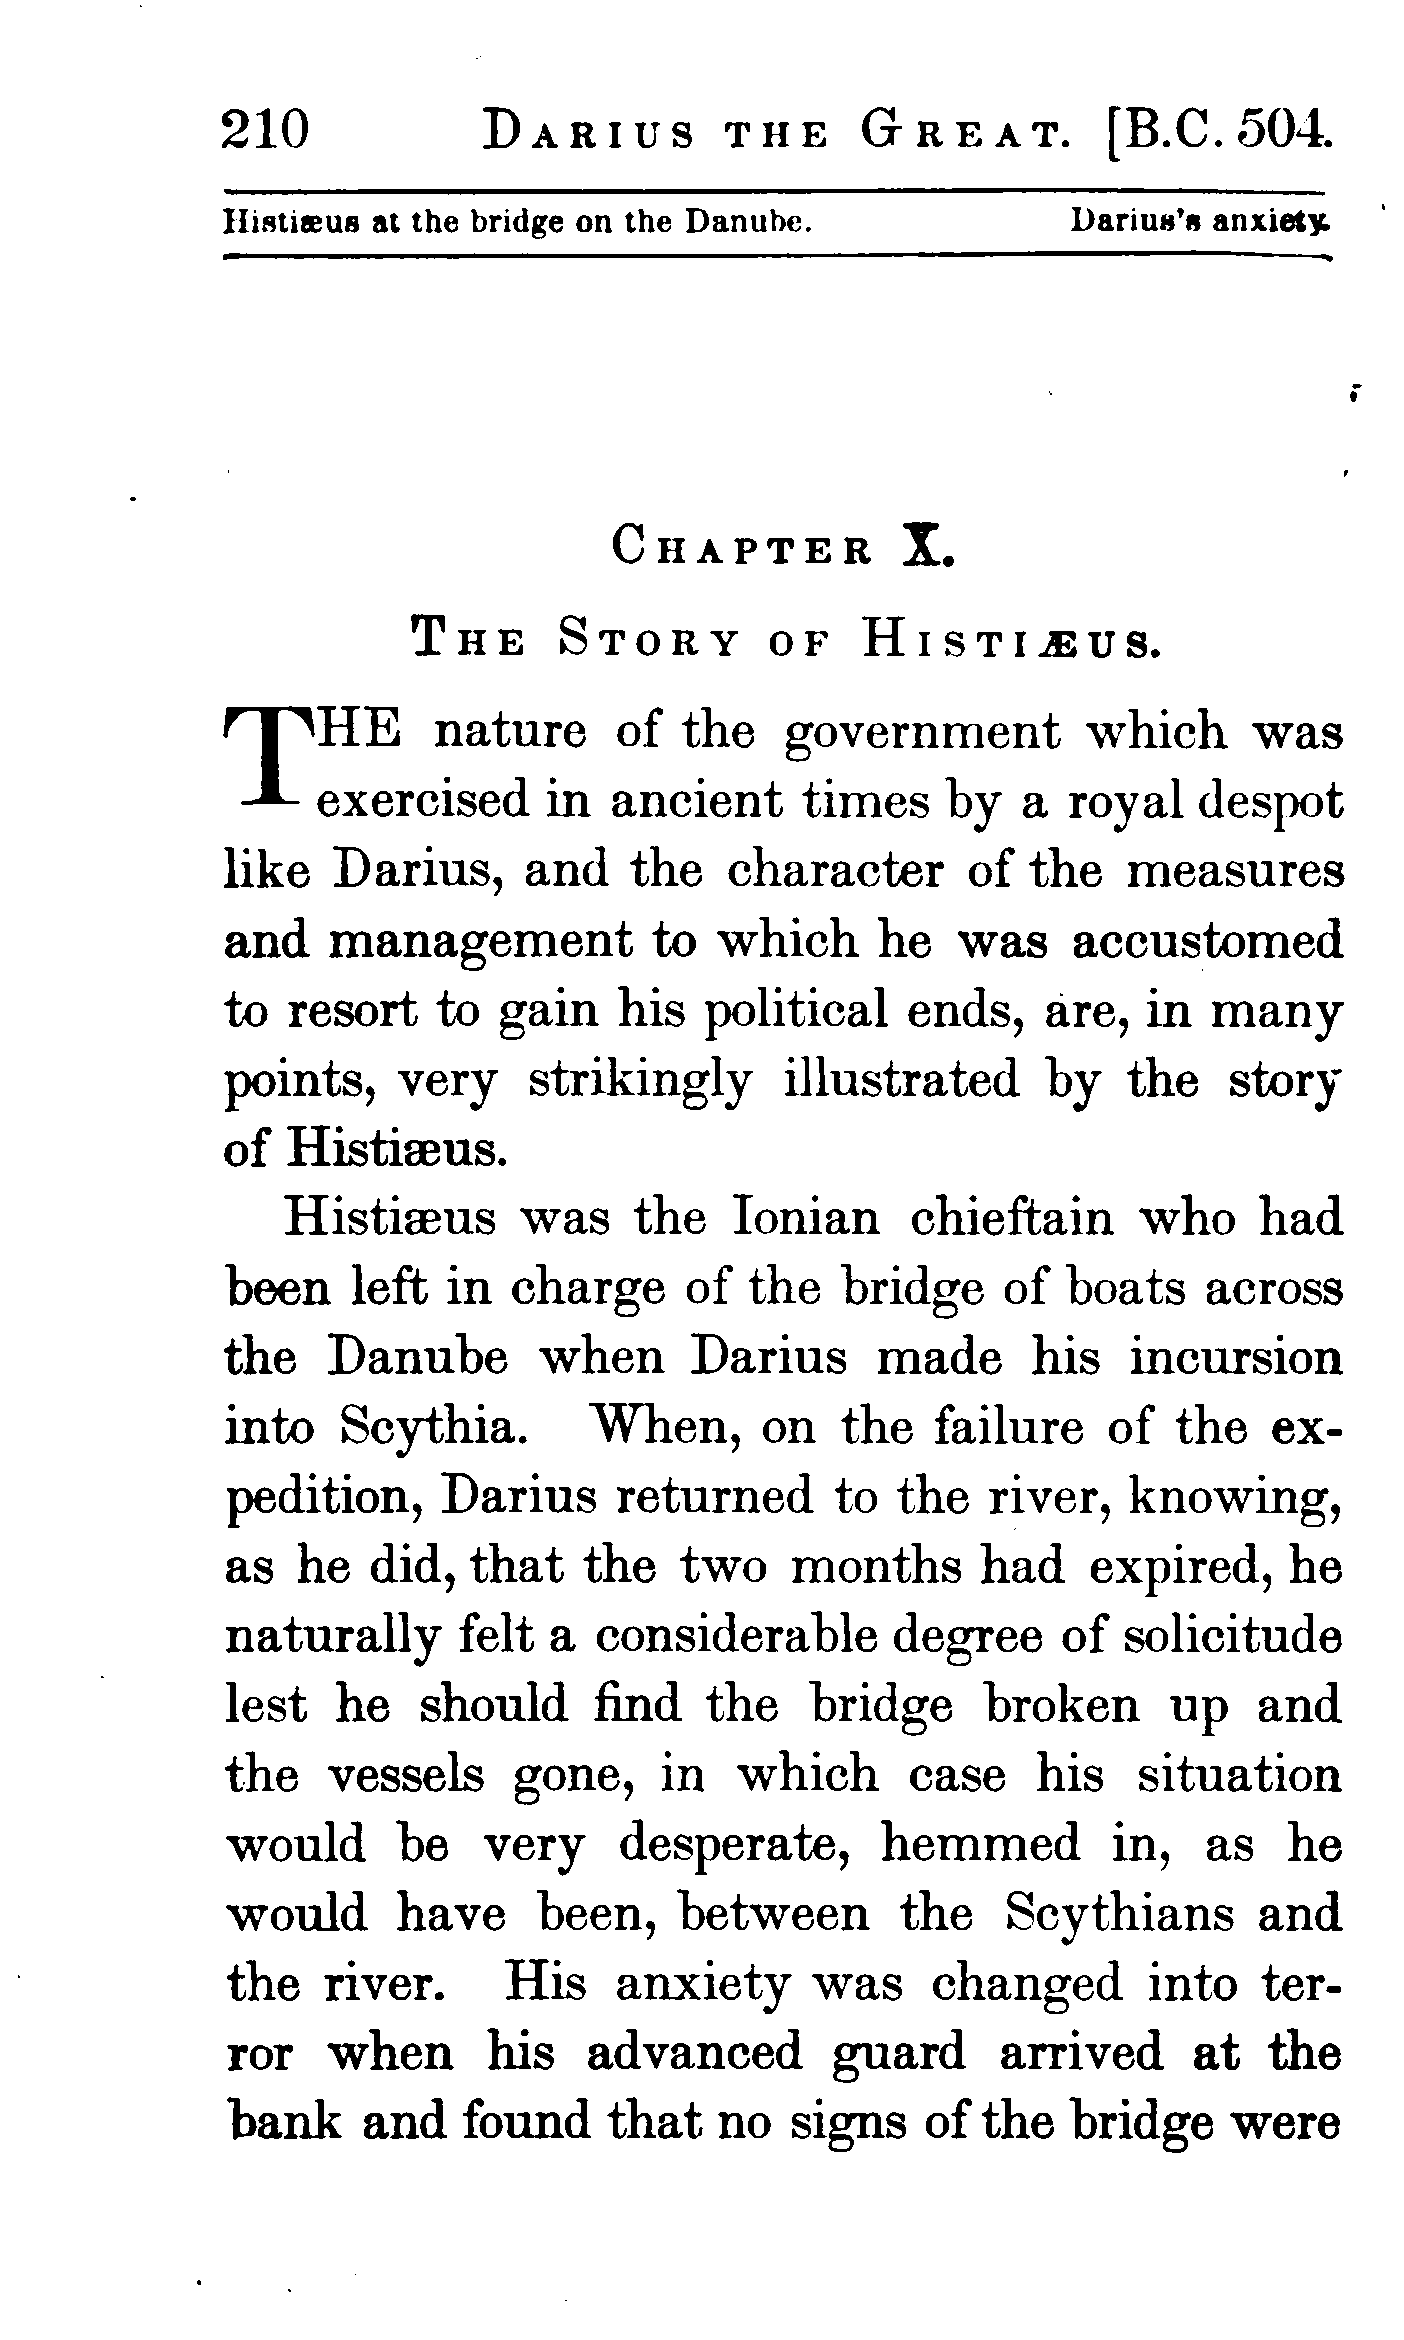 210 DARIUS THE GREAT. [B.C. 504.
Histiæus at the bridge on the Danube. Darius's anxiety.
CHAPTER X.
THE STORY OF HISTIÆUS.
THE nature of the government which was
exercised in ancient times by a royal despot
like Darius, and the character of the measures
and management to which he was accustomed
to resort to gain his political ends, are, in many
points, very strikingly illustrated by the story
of Histiæus.
Histiæus was the Ionian chieftain who had
been left in charge of the bridge of boats across
the Danube when Darius made his incursion
into Scythia. When, on the failure of the ex-
pedition, Darius returned to the river, knowing,
as he did, that the two months had expired, he
naturally felt a considerable degree of solicitude
lest he should find the bridge broken up and
the vessels gone, in which case his situation
would be very desperate, hemmed in, as he
would have been, between the Scythians and
the river. His anxiety was changed into ter-
ror when his advanced guard arrived at the
bank and found that no signs of the bridge were